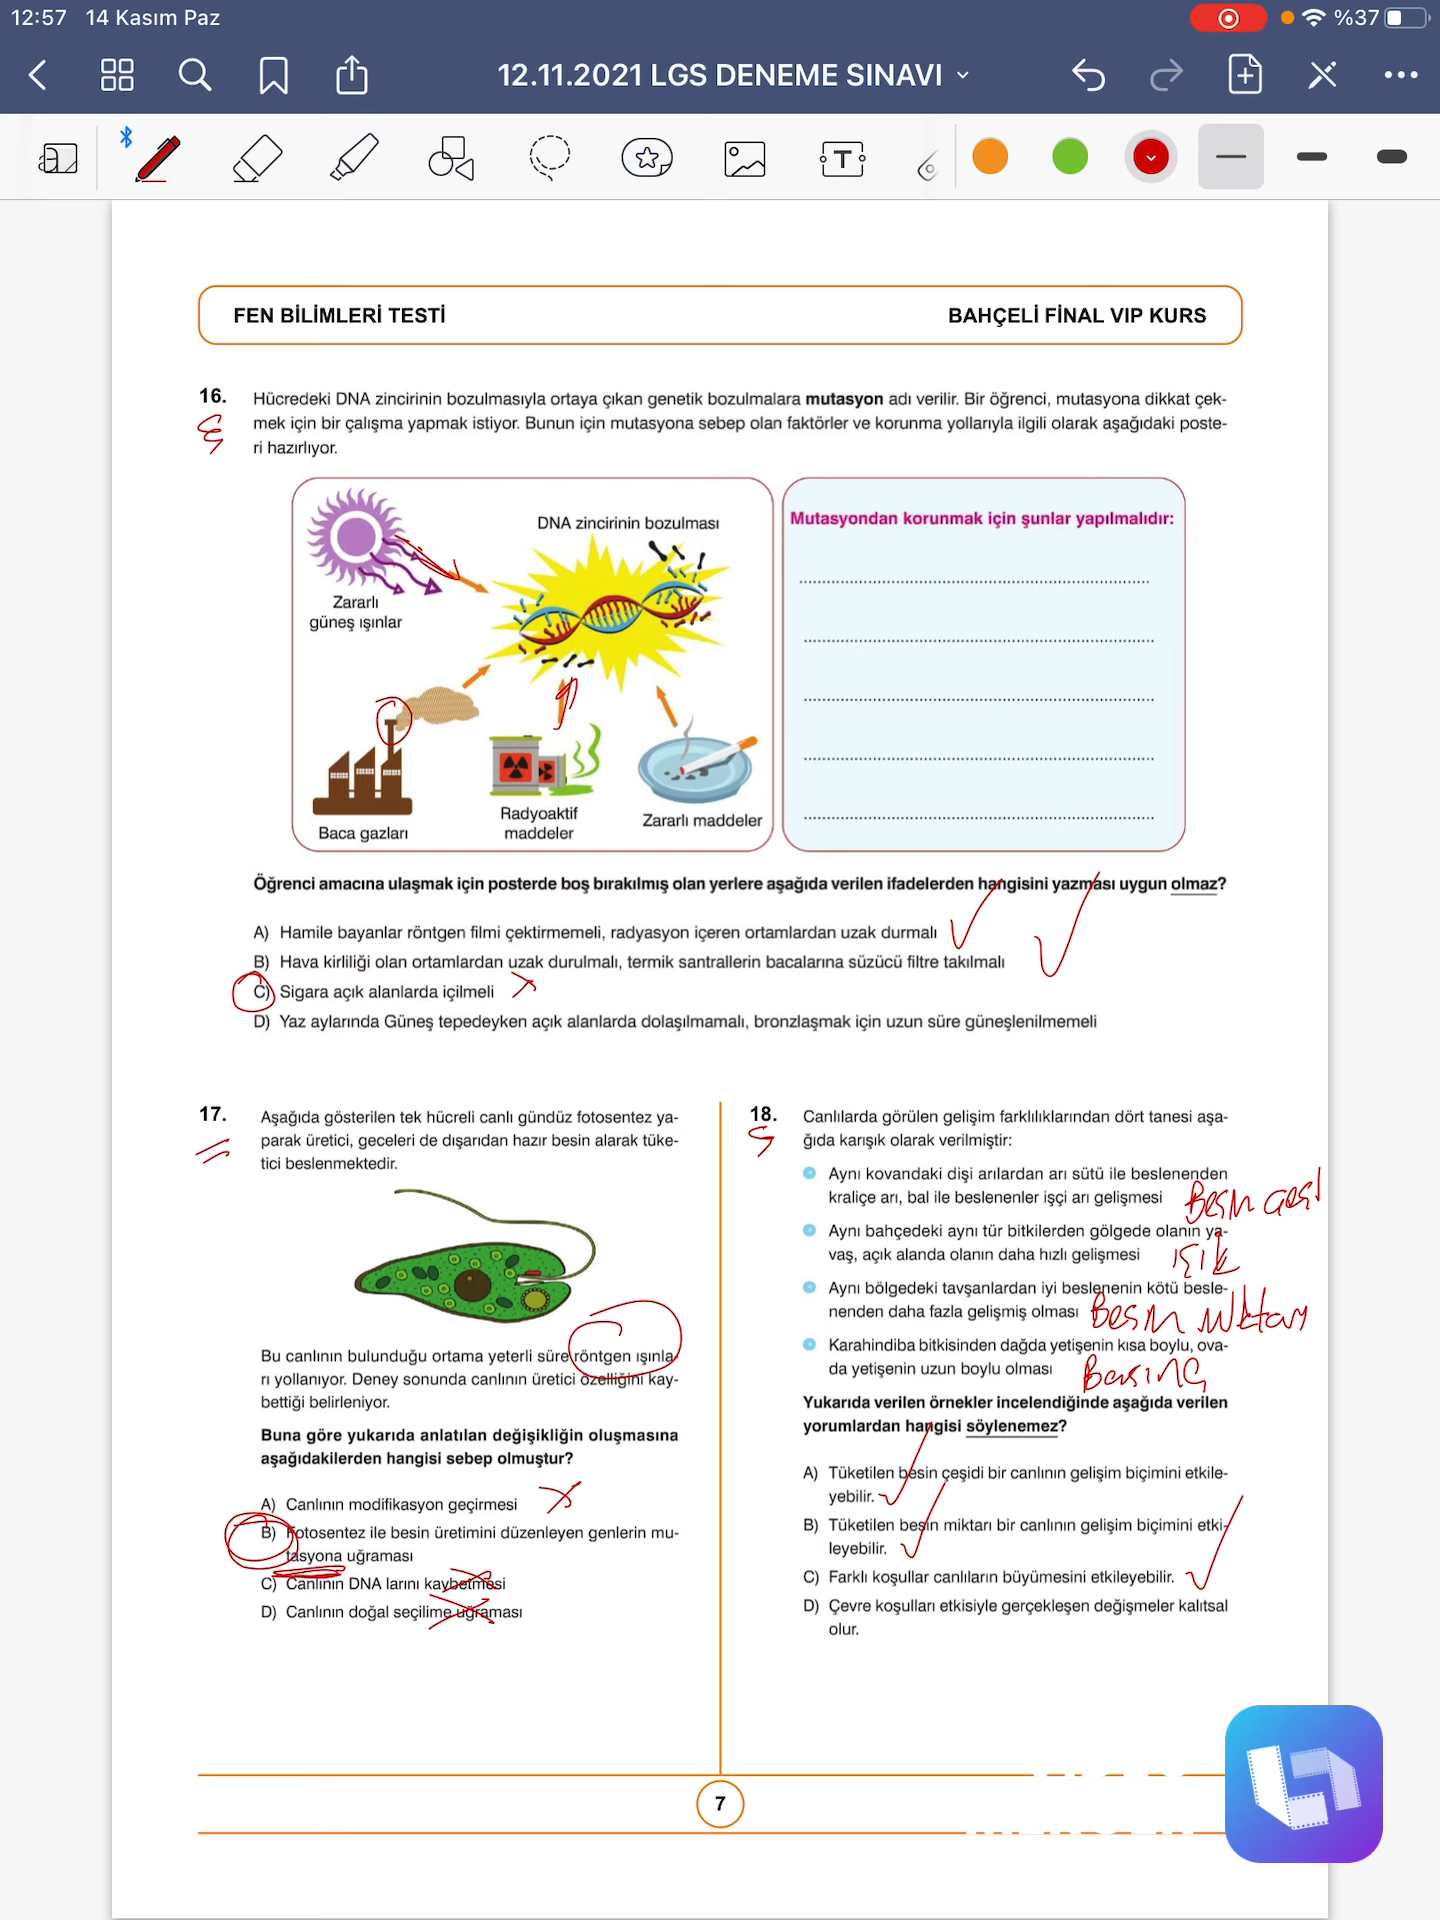 12:57 14 Kasım Paz
%37
12.11.2021 LGS DENEME SINAVI
FEN BİLİMLERİ TESTİ
BAHÇELİ FİNAL VIP KURS
16. Hücredeki DNA zincirinin bozulmasıyla ortaya çıkan genetik bozulmalara mutasyon adı verilir. Bir öğrenci, mutasyona dikkat çek-
mek için bir çalışma yapmak istiyor. Bunun için mutasyona sebep olan faktörler ve korunma yollarıyla ilgili olarak aşağıdaki poste-
ri hazırlıyor.
DNA zincirinin bozulması
Zararlı
güneş ışınlar
Baca gazları
Radyoaktif
maddeler
Zararlı maddeler
Mutasyondan korunmak için şunlar yapılmalıdır:
Öğrenci amacına ulaşmak için posterde boş bırakılmış olan yerlere aşağıda verilen ifadelerden hangisini yazması uygun olmaz?
A) Hamile bayanlar röntgen filmi çektirmemeli, radyasyon içeren ortamlardan uzak durmalı
B) Hava kirliliği olan ortamlardan uzak durulmalı, termik santrallerin bacalarına süzücü filtre takılmalı
C) Sigara açık alanlarda içilmeli
D) Yaz aylarında Güneş tepedeyken açık alanlarda dolaşılmamalı, bronzlaşmak için uzun süre güneşlenilmemeli
17. Aşağıda gösterilen tek hücreli canlı gündüz fotosentez ya-
parak üretici, geceleri de dışarıdan hazır besin alarak tüke-
tici beslenmektedir.
Bu canlının bulunduğu ortama yeterli süre röntgen ışınla-
rı yollanıyor. Deney sonunda canlının üretici özelliğini kay-
bettiği belirleniyor.
Buna göre yukarıda anlatılan değişikliğin oluşmasına
aşağıdakilerden hangisi sebep olmuştur?
A) Canlının modifikasyon geçirmesi
B) Fotosentez ile besin üretimini düzenleyen genlerin mu-
tasyona uğraması
C) Canlının DNA larını kaybetmesi
D) Canlının doğal seçilime uğraması
18. Canlılarda görülen gelişim farklılıklarından dört tanesi aşa-
ğıda karışık olarak verilmiştir:
Aynı kovandaki dişi arılardan arı sütü ile beslenenden
kraliçe arı, bal ile beslenenler işçi arı gelişmesi
Besin çeşi
Aynı bahçedeki aynı tür bitkilerden gölgede olanın ya-
vaş, açık alanda olanın daha hızlı gelişmesi
ışık
Aynı bölgedeki tavşanlardan iyi beslenenin kötü besle-
nenden daha fazla gelişmiş olması
Besin miktarı
Karahindiba bitkisinden dağda yetişenin kısa boylu, ova-
da yetişenin uzun boylu olması
Basınç
Yukarıda verilen örnekler incelendiğinde aşağıda verilen
yorumlardan hangisi söylenemez?
A) Tüketilen besin çeşidi bir canlının gelişim biçimini etkile-
yebilir.
B) Tüketilen besin miktarı bir canlının gelişim biçimini etki-
leyebilir.
C) Farklı koşullar canlıların büyümesini etkileyebilir.
D) Çevre koşulları etkisiyle gerçekleşen değişmeler kalıtsal
olur.
7